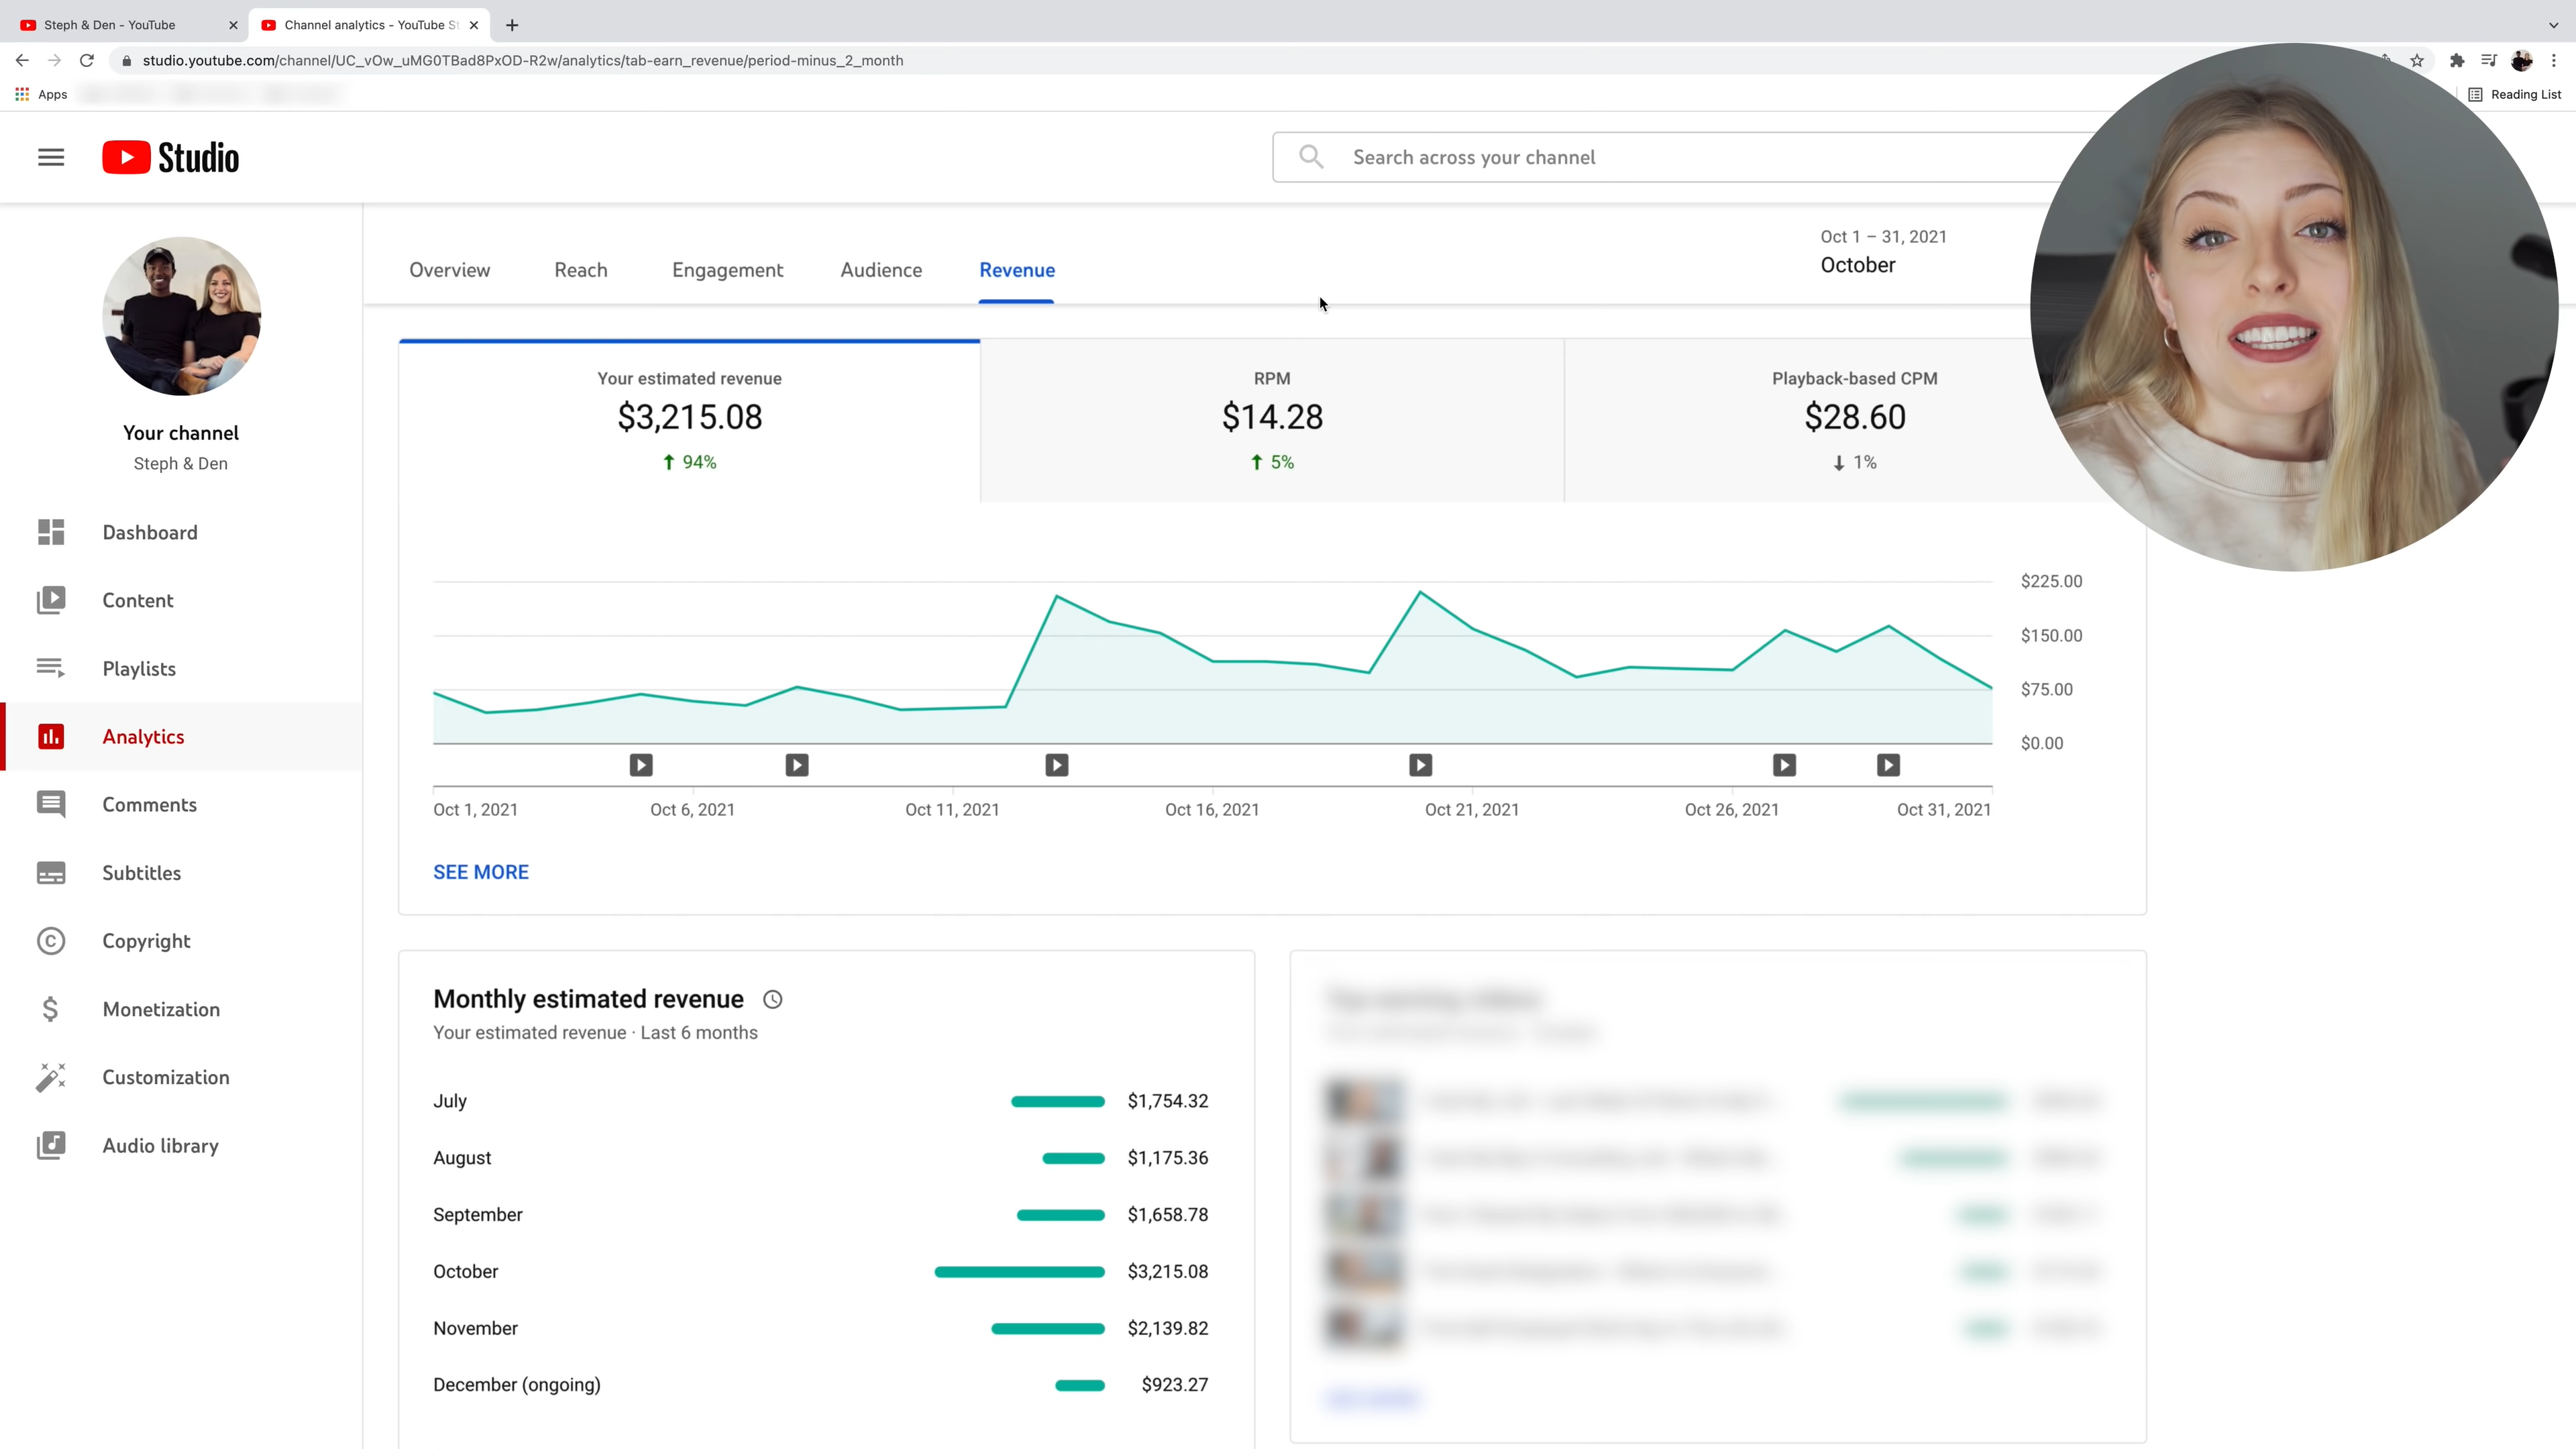 Steph & Den - YouTube
Channel analytics - YouTube St
studio.youtube.com/channel/UC_vOw_uMG0TBad8PxOD-R2w/analytics/tab-earn_revenue/period-minus_2_month
Apps
Reading List
Studio
Search across your channel
Oct 1 – 31, 2021
October
Overview
Reach
Engagement
Audience
Revenue
Your channel
Steph & Den
Dashboard
Content
Playlists
Analytics
Comments
Subtitles
Copyright
Monetization
Customization
Audio library
Your estimated revenue
$3,215.08
94%
RPM
$14.28
5%
Playback-based CPM
$28.60
1%
$225.00
$150.00
$75.00
$0.00
Oct 1, 2021
Oct 6, 2021
Oct 11, 2021
Oct 16, 2021
Oct 21, 2021
Oct 26, 2021
Oct 31, 2021
SEE MORE
Monthly estimated revenue
Your estimated revenue · Last 6 months
July $1,754.32
August $1,175.36
September $1,658.78
October $3,215.08
November $2,139.82
December (ongoing) $923.27